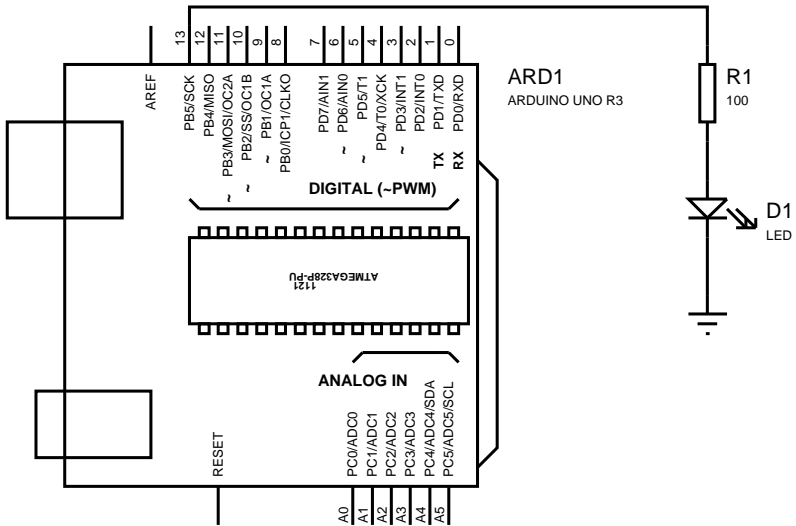 13
12
11
10
9
8
7
6
5
4
3
2
1
0
AREF
PB5/SCK
PB4/MISO
PB3/MOSI/OC2A
~
PB2/SS/OC1B
~
PB1/OC1A
~
PB0/ICP1/CLKO
PD7/AIN1
PD6/AIN0
~
PD5/T1
~
PD4/T0/XCK
PD3/INT1
~
PD2/INT0
PD1/TXD
TX
PD0/RXD
RX
ARD1
ARDUINO UNO R3
R1
100
D1
LED
DIGITAL (~PWM)
ATMEGA328P-PU
1121
ANALOG IN
RESET
PC0/ADC0
PC1/ADC1
PC2/ADC2
PC3/ADC3
PC4/ADC4/SDA
PC5/ADC5/SCL
A0
A1
A2
A3
A4
A5